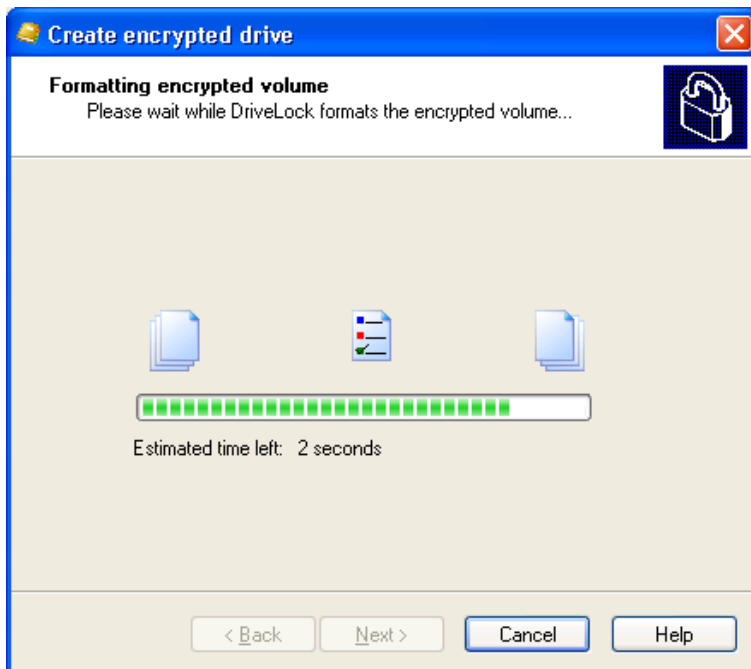 Create encrypted drive
Formatting encrypted volume
Please wait while DriveLock formats the encrypted volume...
Estimated time left: 2 seconds
< Back
Next >
Cancel
Help